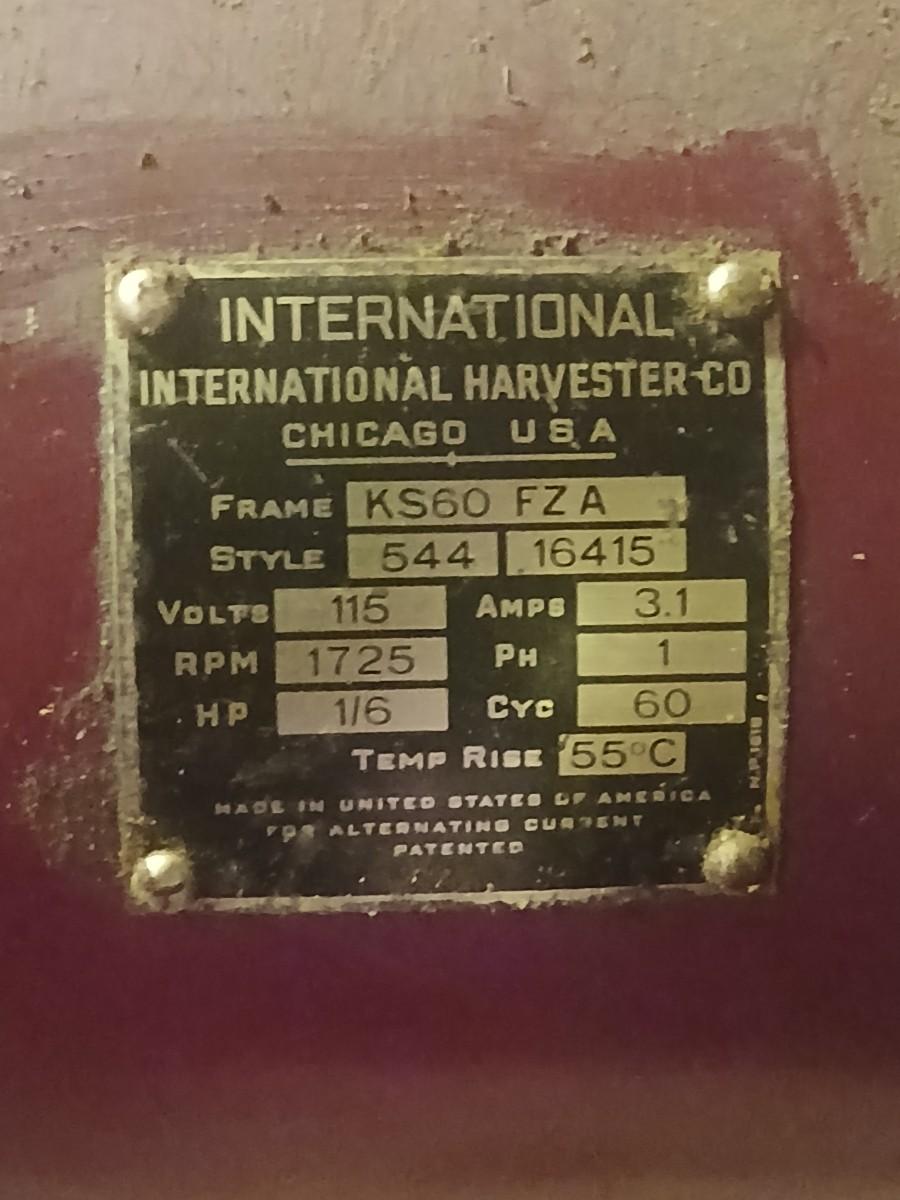 INTERNATIONAL
INTERNATIONAL HARVESTER CO
CHICAGO USA
FRAME KS60 FZA
STYLE 544 16415
VOLTS 115 AMPS 3.1
RPM 1725 PH 1
HP 1/6 CYC 60
TEMP RISE 55°C
MADE IN UNITED STATES OF AMERICA
FOR ALTERNATING CURRENT
PATENTED